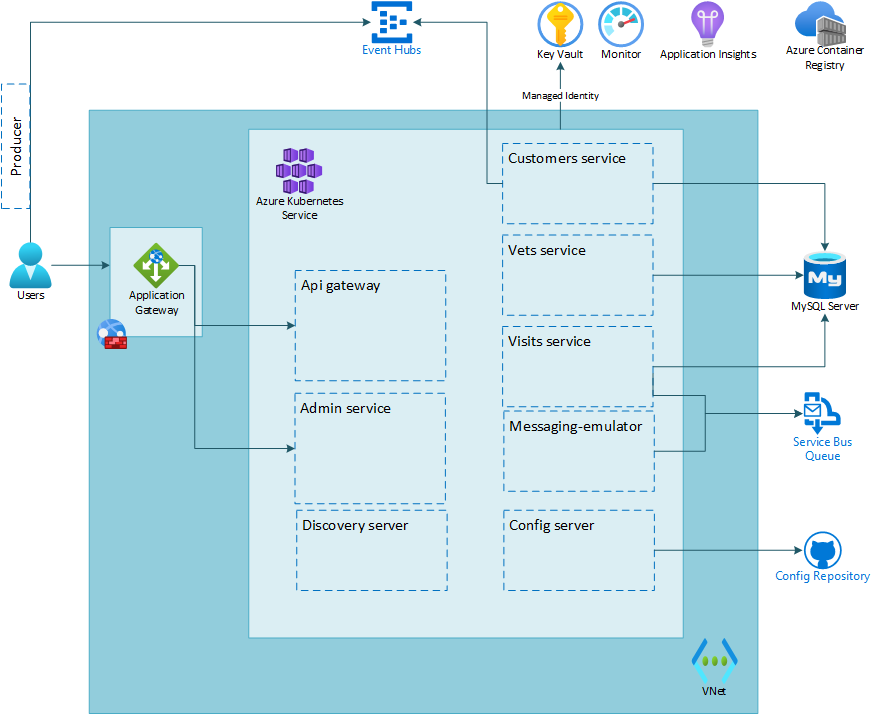 Event Hubs
Key Vault
Monitor
Application Insights
Azure Container
Registry
Managed Identity
Producer
Customers service
Azure Kubernetes
Service
Vets service
Users
Application
Gateway
Api gateway
My
MySQL Server
Visits service
Admin service
Messaging-emulator
Service Bus
Queue
Discovery server
Config server
Config Repository
VNet